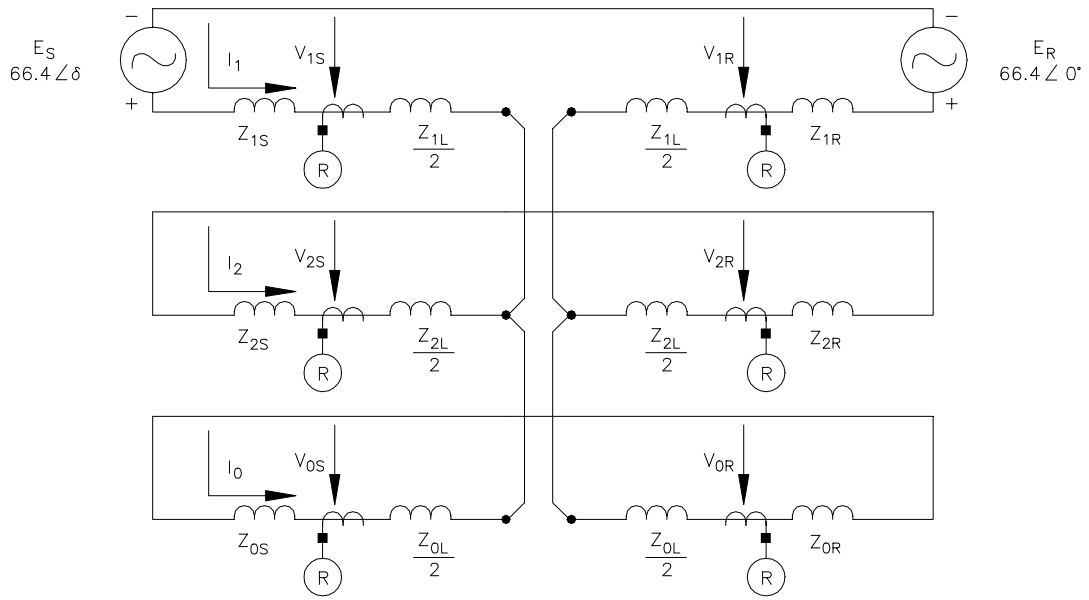 E_S
66.4∠δ
I_1
V_1S
V_1R
E_R
66.4∠0°
−
−
+
+
Z_1S
Z_1L
2
Z_1L
2
Z_1R
R
R
I_2
V_2S
V_2R
Z_2S
Z_2L
2
Z_2L
2
Z_2R
R
R
I_0
V_0S
V_0R
Z_0S
Z_0L
2
Z_0L
2
Z_0R
R
R